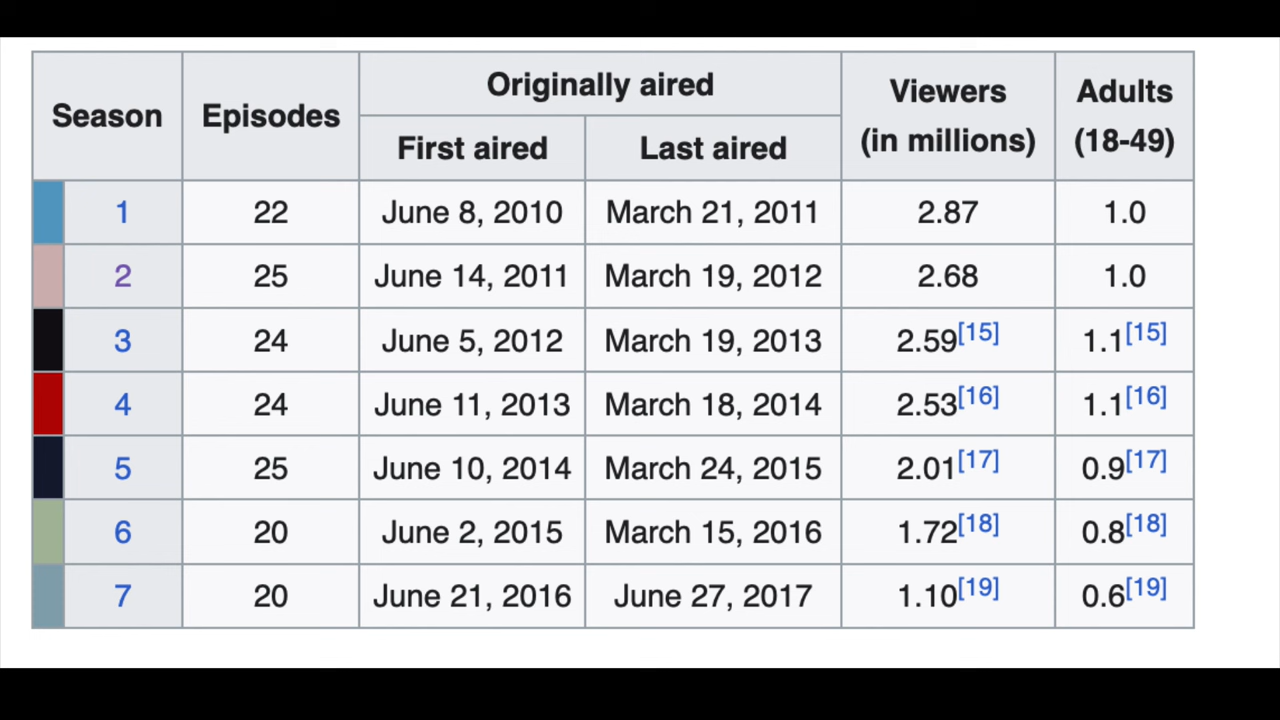 Season Episodes Originally aired Viewers (in millions) Adults (18-49)
First aired Last aired
1 22 June 8, 2010 March 21, 2011 2.87 1.0
2 25 June 14, 2011 March 19, 2012 2.68 1.0
3 24 June 5, 2012 March 19, 2013 2.59[15] 1.1[15]
4 24 June 11, 2013 March 18, 2014 2.53[16] 1.1[16]
5 25 June 10, 2014 March 24, 2015 2.01[17] 0.9[17]
6 20 June 2, 2015 March 15, 2016 1.72[18] 0.8[18]
7 20 June 21, 2016 June 27, 2017 1.10[19] 0.6[19]